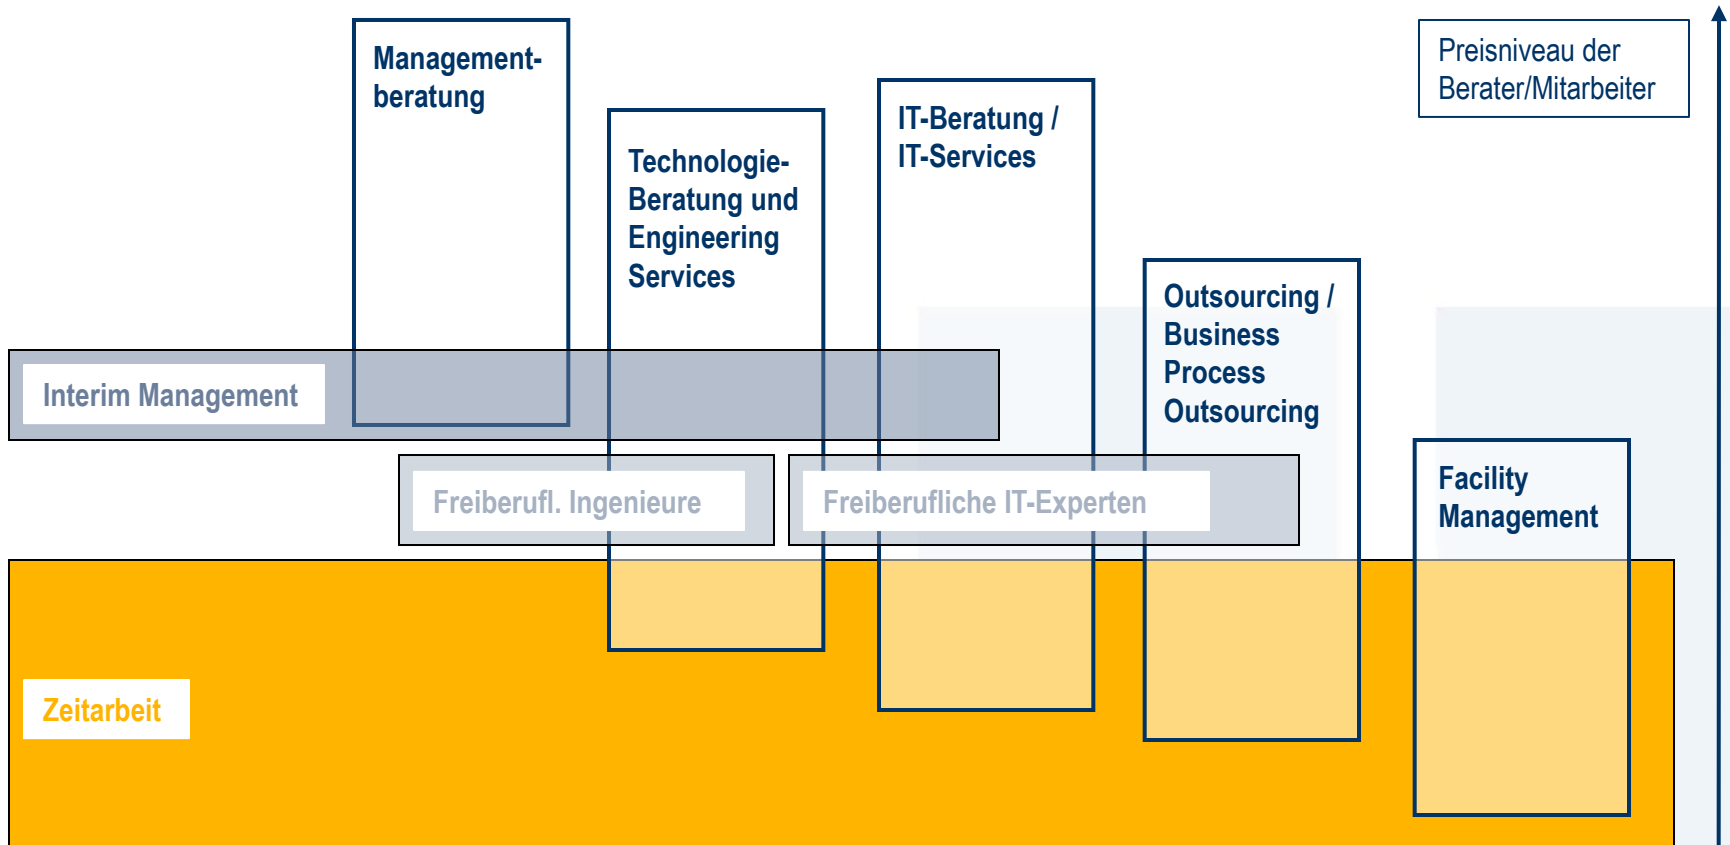 Management-
beratung
Technologie-
Beratung und
Engineering
Services
IT-Beratung /
IT-Services
Preisniveau der
Berater/Mitarbeiter
Outsourcing /
Business
Process
Outsourcing
Interim Management
Freiberufl. Ingenieure
Freiberufliche IT-Experten
Facility
Management
Zeitarbeit